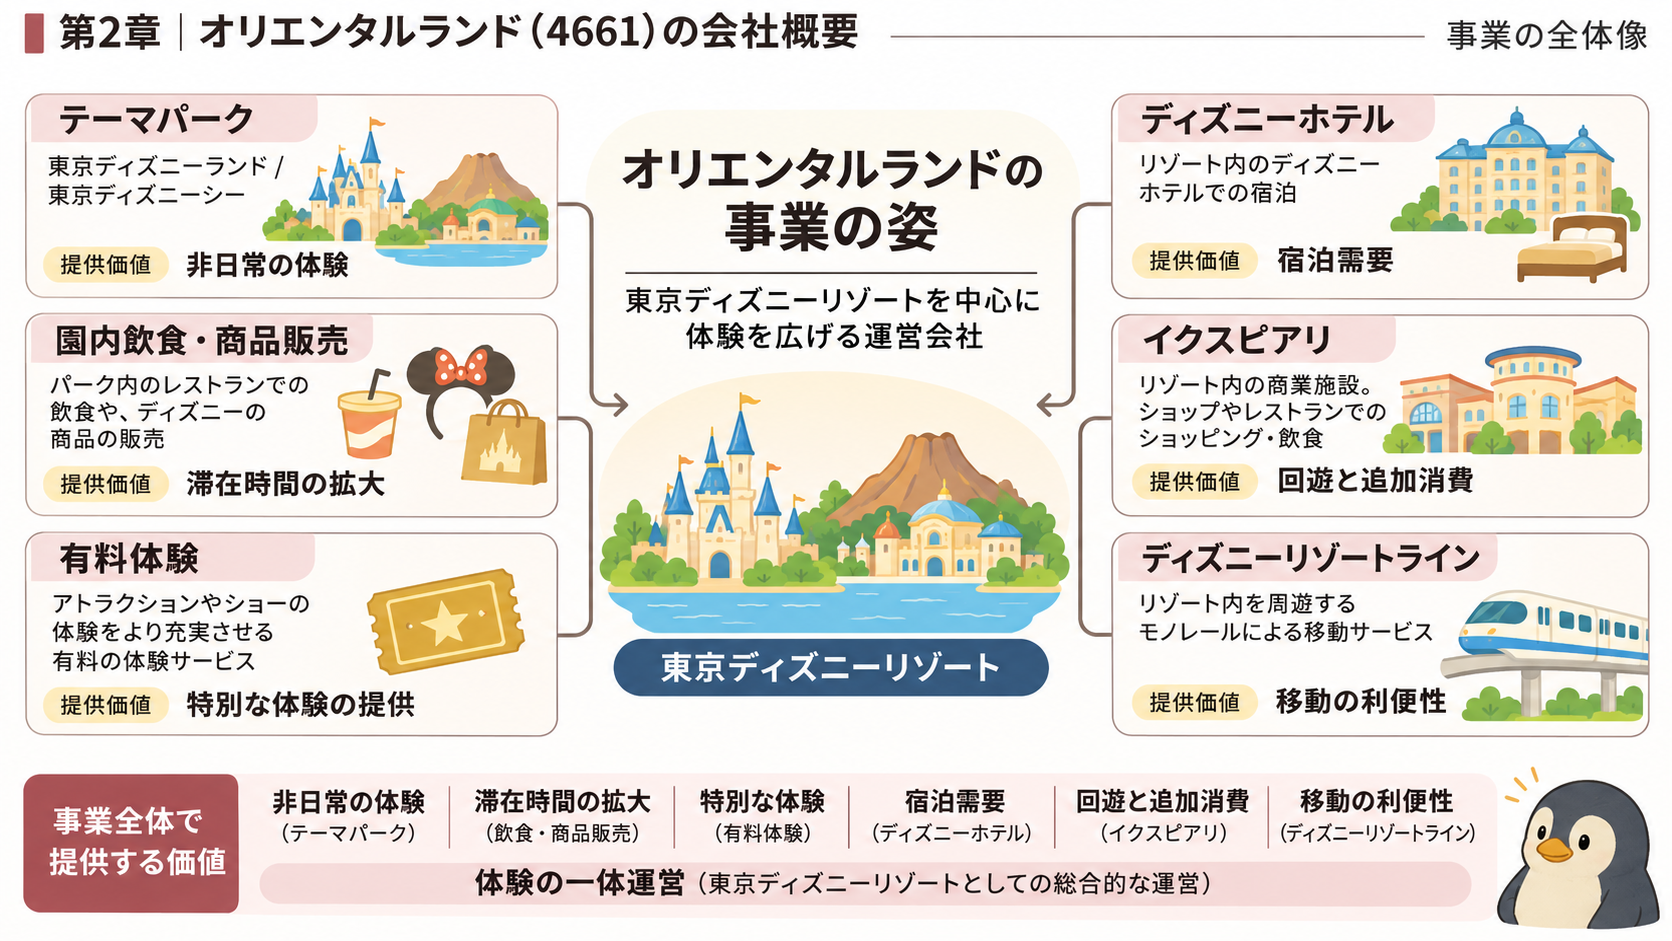 第2章｜オリエンタルランド（4661）の会社概要
事業の全体像
テーマパーク
東京ディズニーランド /
東京ディズニーシー
提供価値 非日常の体験
園内飲食・商品販売
パーク内のレストランでの
飲食や、ディズニーの
商品の販売
提供価値 滞在時間の拡大
有料体験
アトラクションやショーの
体験をより充実させる
有料の体験サービス
提供価値 特別な体験の提供
オリエンタルランドの
事業の姿
東京ディズニーリゾートを中心に
体験を広げる運営会社
東京ディズニーリゾート
ディズニーホテル
リゾート内のディズニー
ホテルでの宿泊
提供価値 宿泊需要
イクスピアリ
リゾート内の商業施設。
ショップやレストランでの
ショッピング・飲食
提供価値 回遊と追加消費
ディズニーリゾートライン
リゾート内を周遊する
モノレールによる移動サービス
提供価値 移動の利便性
事業全体で
提供する価値
非日常の体験
（テーマパーク）
滞在時間の拡大
（飲食・商品販売）
特別な体験
（有料体験）
宿泊需要
（ディズニーホテル）
回遊と追加消費
（イクスピアリ）
移動の利便性
（ディズニーリゾートライン）
体験の一体運営（東京ディズニーリゾートとしての総合的な運営）